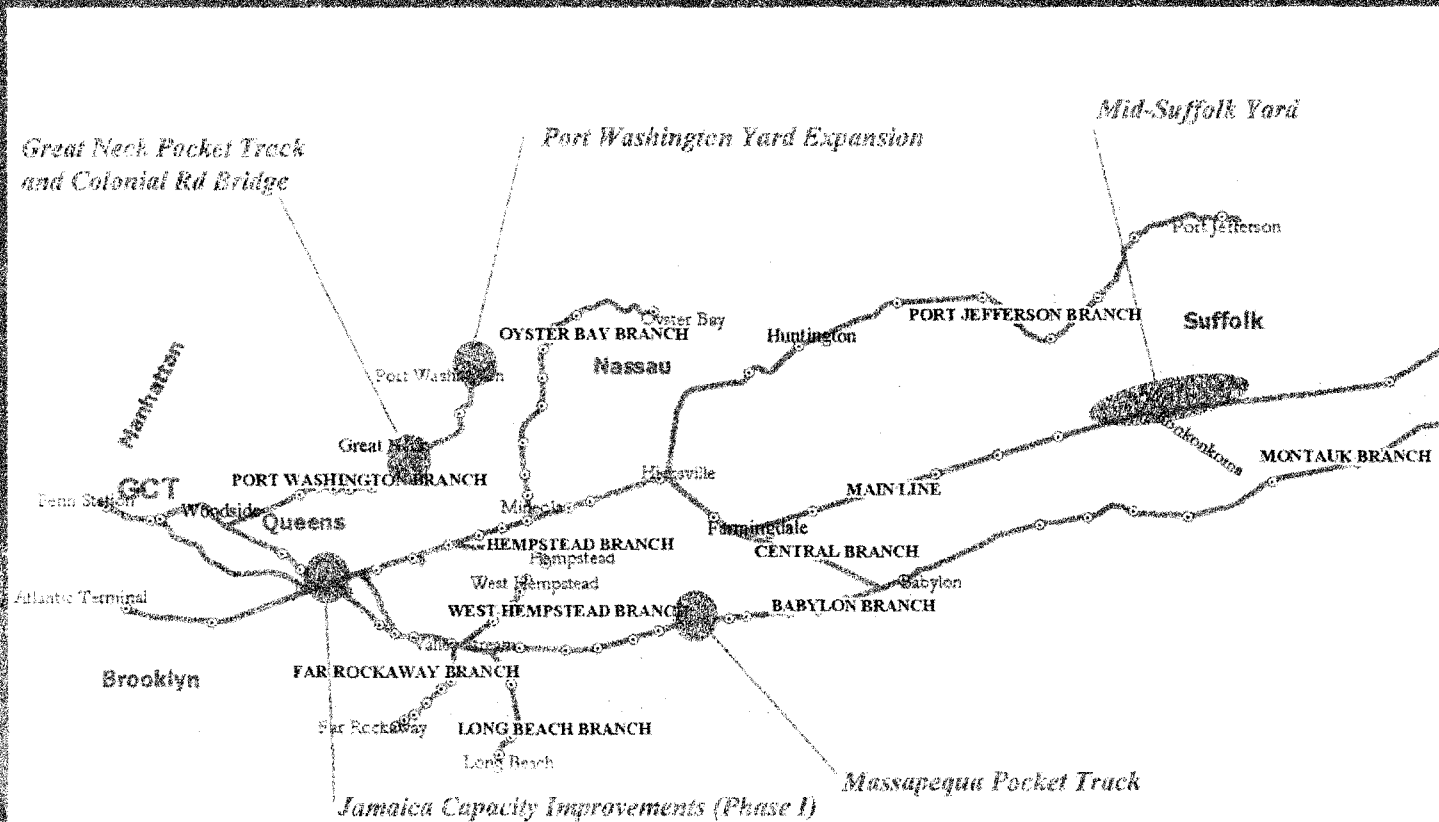 Mid-Suffolk Yard
Port Washington Yard Expansion
Great Neck Pocket Track
and Colonial Rd Bridge
Port Jefferson
PORT JEFFERSON BRANCH
Suffolk
OYSTER BAY BRANCH
Oyster Bay
Huntington
Nassau
Manhattan
Port Washington
Great Neck
PORT WASHINGTON BRANCH
Hicksville
Ronkonkoma
MONTAUK BRANCH
GCT
Penn Station
Woodside
Queens
Mineola
MAIN LINE
Farmingdale
HEMPSTEAD BRANCH
Hempstead
CENTRAL BRANCH
West Hempstead
Babylon
Atlantic Terminal
WEST HEMPSTEAD BRANCH
BABYLON BRANCH
Valley Stream
Brooklyn
FAR ROCKAWAY BRANCH
Far Rockaway
LONG BEACH BRANCH
Long Beach
Massapequa Pocket Track
Jamaica Capacity Improvements (Phase I)